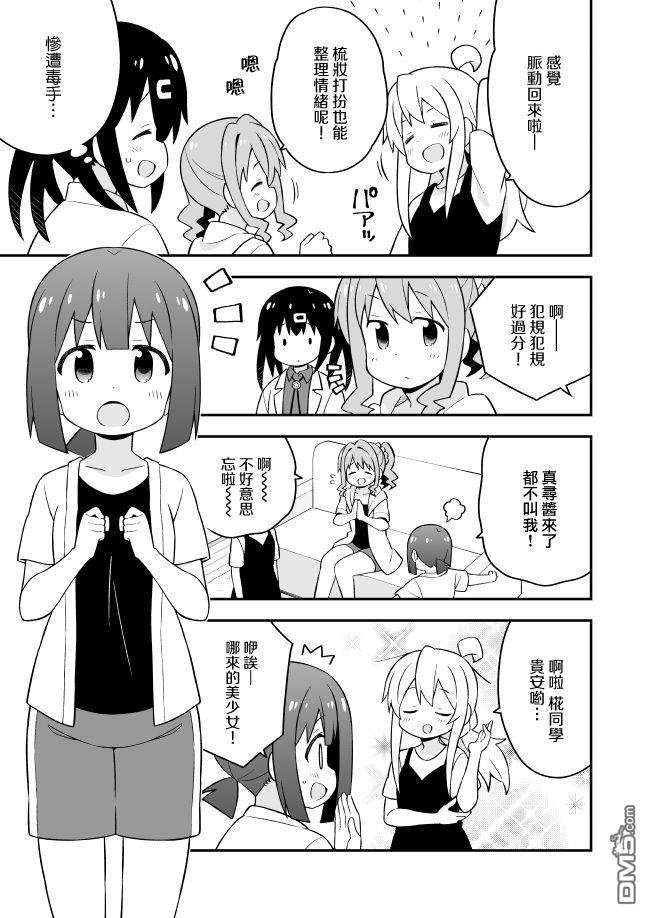 感覺
脈動回來啦—
梳妝打扮也能
整理情緒呢！
嗯
嗯
慘遭毒手…
パアッ
啊——
犯規犯規
好過分！
真尋醬來了
都不叫我！
啊～～
不好意思
忘啦～～
啊啦 椛同學
貴安喲…
咿誒—
哪來的美少女！
DM5.com